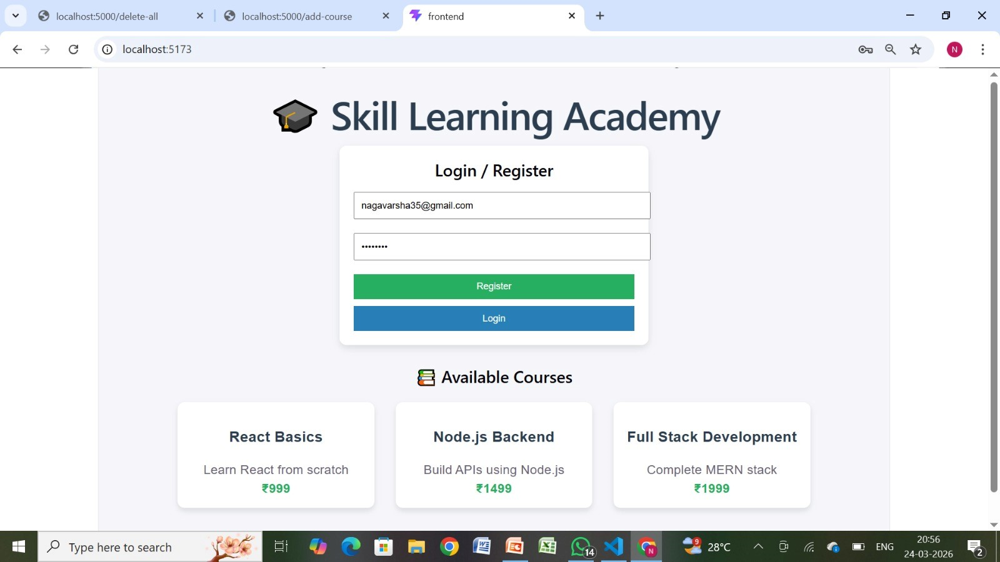 localhost:5000/delete-all
localhost:5000/add-course
frontend
localhost:5173
N
Skill Learning Academy
Login / Register
nagavarsha35@gmail.com
••••••••
Register
Login
Available Courses
React Basics
Learn React from scratch
₹999
Node.js Backend
Build APIs using Node.js
₹1499
Full Stack Development
Complete MERN stack
₹1999
Type here to search
14
N
9
28°C
ENG
20:56
24-03-2026
2